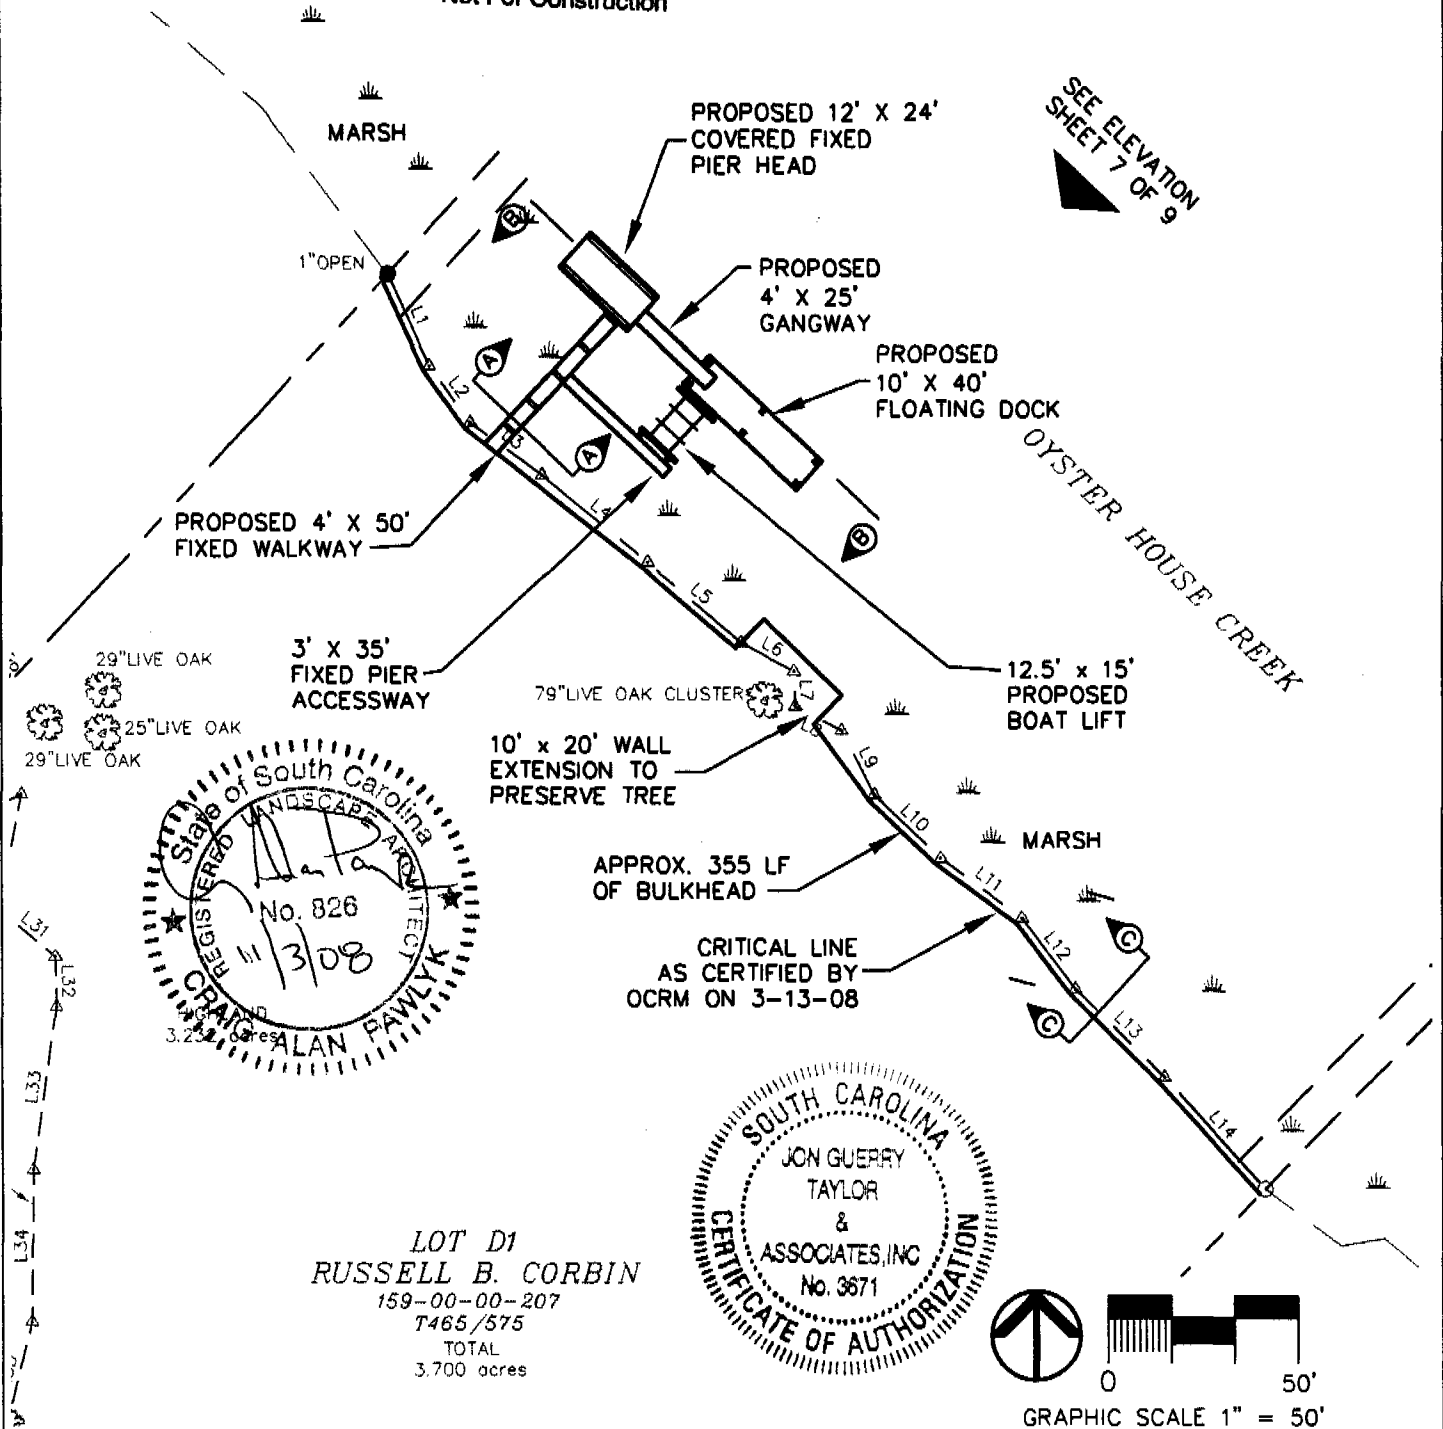 Not For Construction
MARSH
PROPOSED 12' X 24'
COVERED FIXED
PIER HEAD
SEE ELEVATION
SHEET 7 OF 9
B
1"OPEN
PROPOSED
4' X 25'
GANGWAY
L1
A
L2
PROPOSED
10' X 40'
FLOATING DOCK
L3
A
OYSTER HOUSE CREEK
L4
PROPOSED 4' X 50'
FIXED WALKWAY
B
L5
3' X 35'
FIXED PIER
ACCESSWAY
L6
29"LIVE OAK
12.5' x 15'
PROPOSED
BOAT LIFT
79"LIVE OAK CLUSTER
L7
25"LIVE OAK
L8
29"LIVE OAK
10' x 20' WALL
EXTENSION TO
PRESERVE TREE
L9
L10
MARSH
APPROX. 355 LF
OF BULKHEAD
L11
State of South Carolina
REGISTERED LANDSCAPE ARCHITECT
No. 826
11/3/08
CRAIG ALAN PAWLYK
HIGHLAND
acres
CRITICAL LINE
AS CERTIFIED BY
OCRM ON 3-13-08
C
L12
C
L13
L14
L31
L32
L33
L34
SOUTH CAROLINA
JON GUERRY
TAYLOR
&
ASSOCIATES,INC
No. 3671
CERTIFICATE OF AUTHORIZATION
LOT D1
RUSSELL B. CORBIN
159-00-00-207
T465/575
TOTAL
3.700 acres
0 50'
GRAPHIC SCALE 1" = 50'